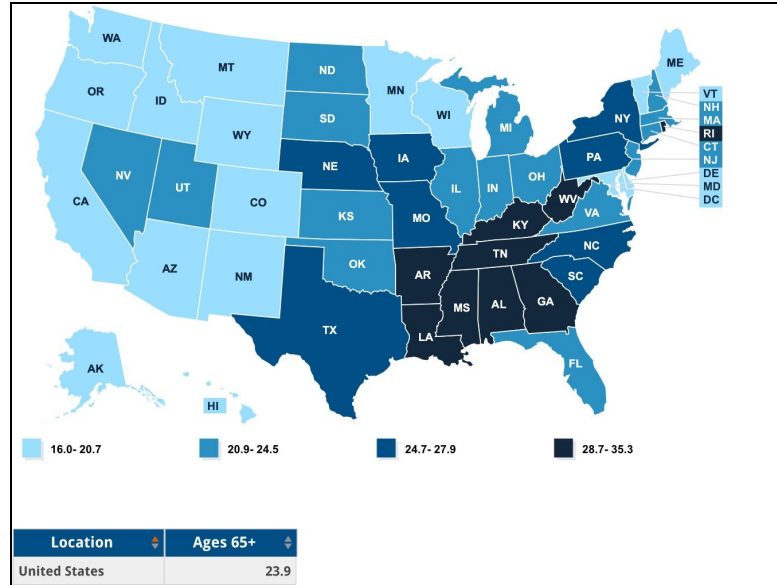 WA
MT
ND
MN
ME
OR
ID
SD
WI
MI
NY
VT
NH
MA
RI
CT
NJ
DE
MD
DC
WY
NE
IA
PA
NV
UT
CO
KS
MO
IL
IN
OH
WV
VA
CA
KY
NC
AZ
NM
OK
AR
TN
SC
TX
LA
MS
AL
GA
FL
AK
HI
16.0- 20.7 20.9- 24.5 24.7- 27.9 28.7- 35.3
Location Ages 65+
United States 23.9